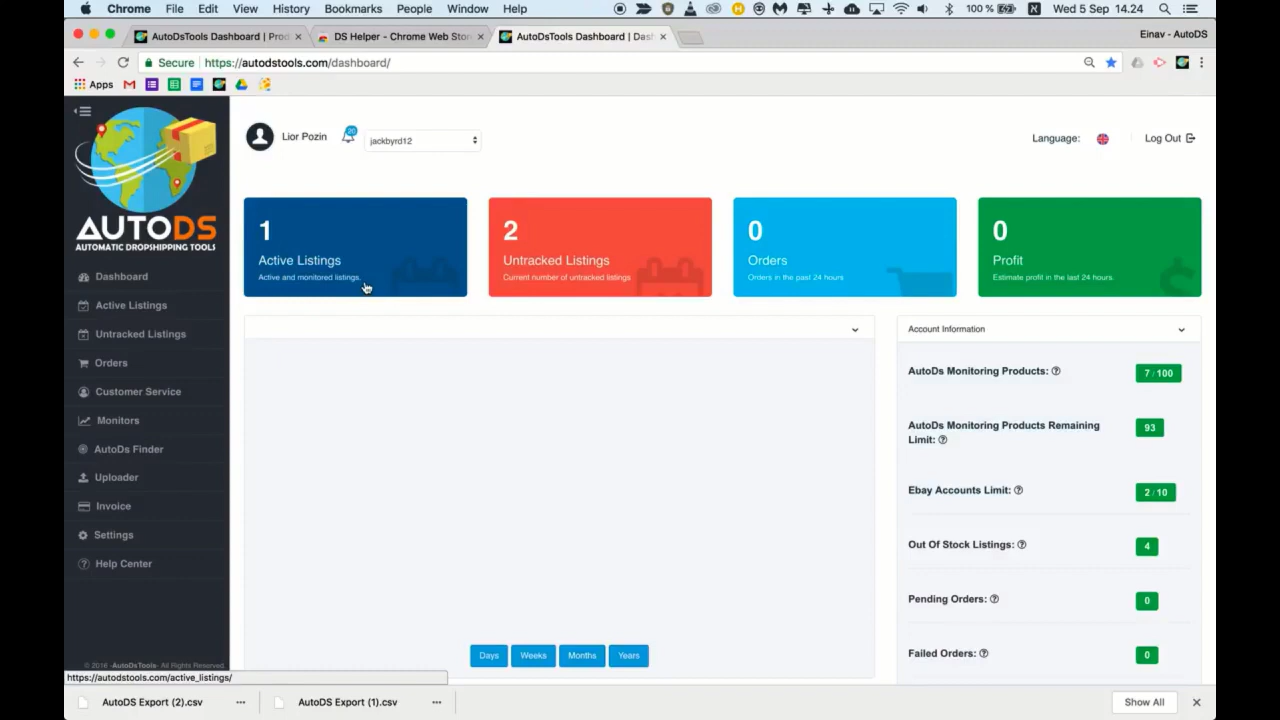 Chrome File Edit View History Bookmarks People Window Help 100 % Wed 5 Sep 14.24
AutoDsTools Dashboard | Prod
DS Helper - Chrome Web Stor
AutoDsTools Dashboard | Dash
Einav - AutoDS
Secure https://autodstools.com/dashboard/
Apps
AUTODS
AUTOMATIC DROPSHIPPING TOOLS
Dashboard
Active Listings
Untracked Listings
Orders
Customer Service
Monitors
AutoDs Finder
Uploader
Invoice
Settings
Help Center
© 2016 -AutoDsTools- All Rights Reserved
Lior Pozin
20
jackbyrd12
Language:
Log Out
1
Active Listings
Active and monitored listings.
2
Untracked Listings
Current number of untracked listings
0
Orders
Orders in the past 24 hours
0
Profit
Estimate profit in the last 24 hours.
Days Weeks Months Years
Account Information
AutoDs Monitoring Products: 7 / 100
AutoDs Monitoring Products Remaining
Limit: 93
Ebay Accounts Limit: 2 / 10
Out Of Stock Listings: 4
Pending Orders: 0
Failed Orders: 0
https://autodstools.com/active_listings/
AutoDS Export (2).csv
AutoDS Export (1).csv
Show All